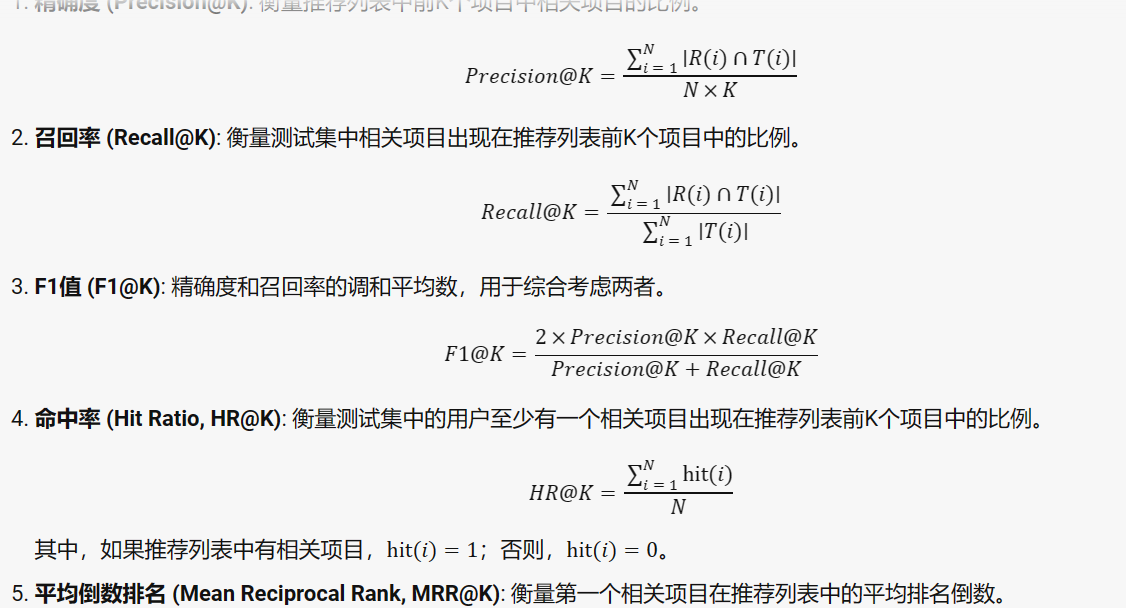 1. 精确度 (Precision@K): 衡量推荐列表中前K个项目中相关项目的比例。
Precision@K = \frac{\sum_{i=1}^{N} |R(i) ∩ T(i)|}{N × K}
2. 召回率 (Recall@K): 衡量测试集中相关项目出现在推荐列表前K个项目中的比例。
Recall@K = \frac{\sum_{i=1}^{N} |R(i) ∩ T(i)|}{\sum_{i=1}^{N} |T(i)|}
3. F1值 (F1@K): 精确度和召回率的调和平均数，用于综合考虑两者。
F1@K = \frac{2 × Precision@K × Recall@K}{Precision@K + Recall@K}
4. 命中率 (Hit Ratio, HR@K): 衡量测试集中的用户至少有一个相关项目出现在推荐列表前K个项目中的比例。
HR@K = \frac{\sum_{i=1}^{N} hit(i)}{N}
其中，如果推荐列表中有相关项目，hit(i) = 1；否则，hit(i) = 0。
5. 平均倒数排名 (Mean Reciprocal Rank, MRR@K): 衡量第一个相关项目在推荐列表中的平均排名倒数。